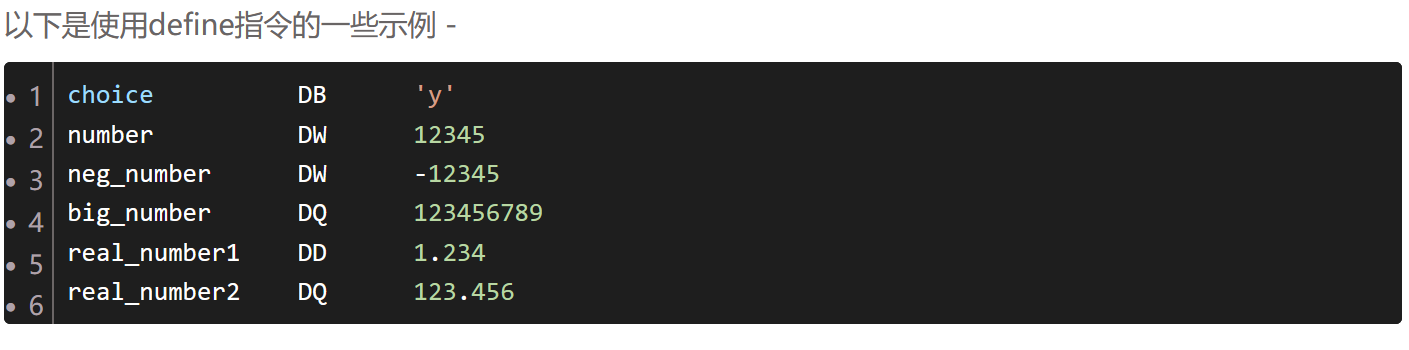 以下是使用define指令的一些示例 -
1 choice DB 'y'
2 number DW 12345
3 neg_number DW -12345
4 big_number DQ 123456789
5 real_number1 DD 1.234
6 real_number2 DQ 123.456